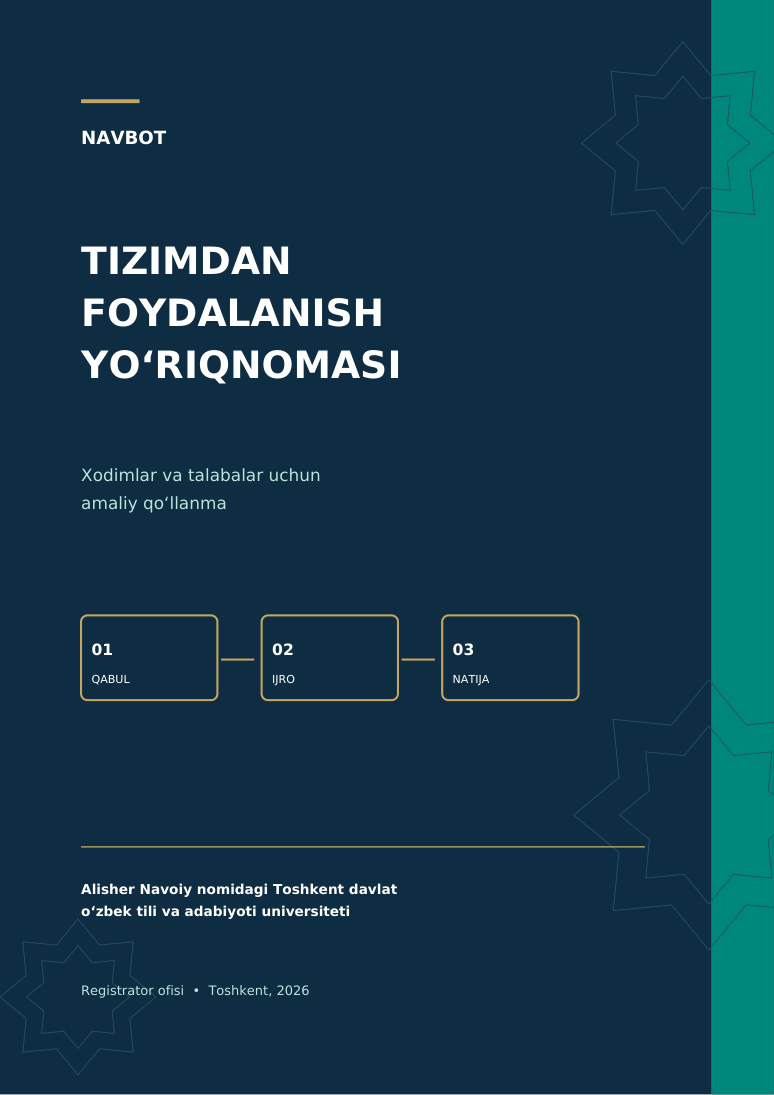 NAVBOT
TIZIMDAN
FOYDALANISH
YO‘RIQNOMASI
Xodimlar va talabalar uchun
amaliy qo‘llanma
01
QABUL
02
IJRO
03
NATIJA
Alisher Navoiy nomidagi Toshkent davlat
o‘zbek tili va adabiyoti universiteti
Registrator ofisi • Toshkent, 2026